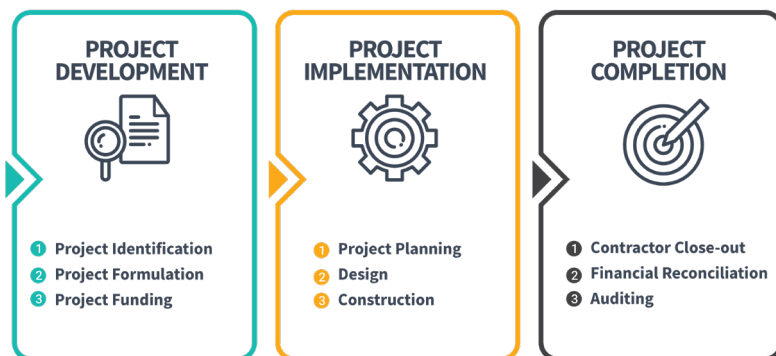 PROJECT
DEVELOPMENT
1 Project Identification
2 Project Formulation
3 Project Funding
PROJECT
IMPLEMENTATION
1 Project Planning
2 Design
3 Construction
PROJECT
COMPLETION
1 Contractor Close-out
2 Financial Reconciliation
3 Auditing